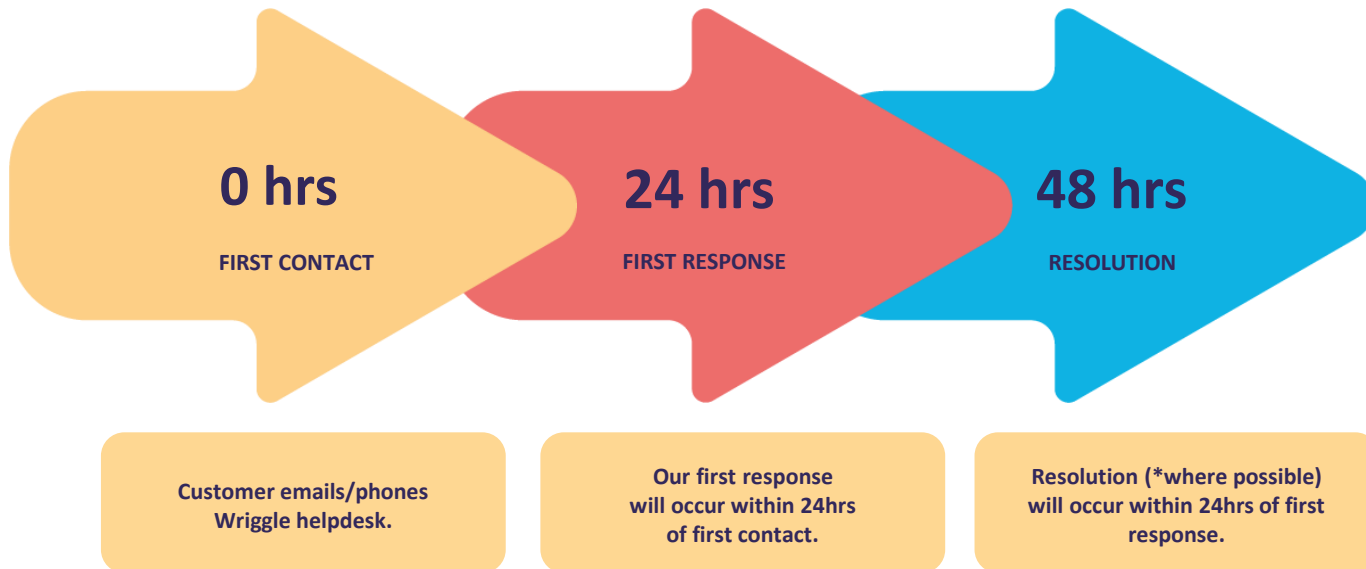 0 hrs
FIRST CONTACT
24 hrs
FIRST RESPONSE
48 hrs
RESOLUTION
Customer emails/phones
Wriggle helpdesk.
Our first response
will occur within 24hrs
of first contact.
Resolution (*where possible)
will occur within 24hrs of first
response.